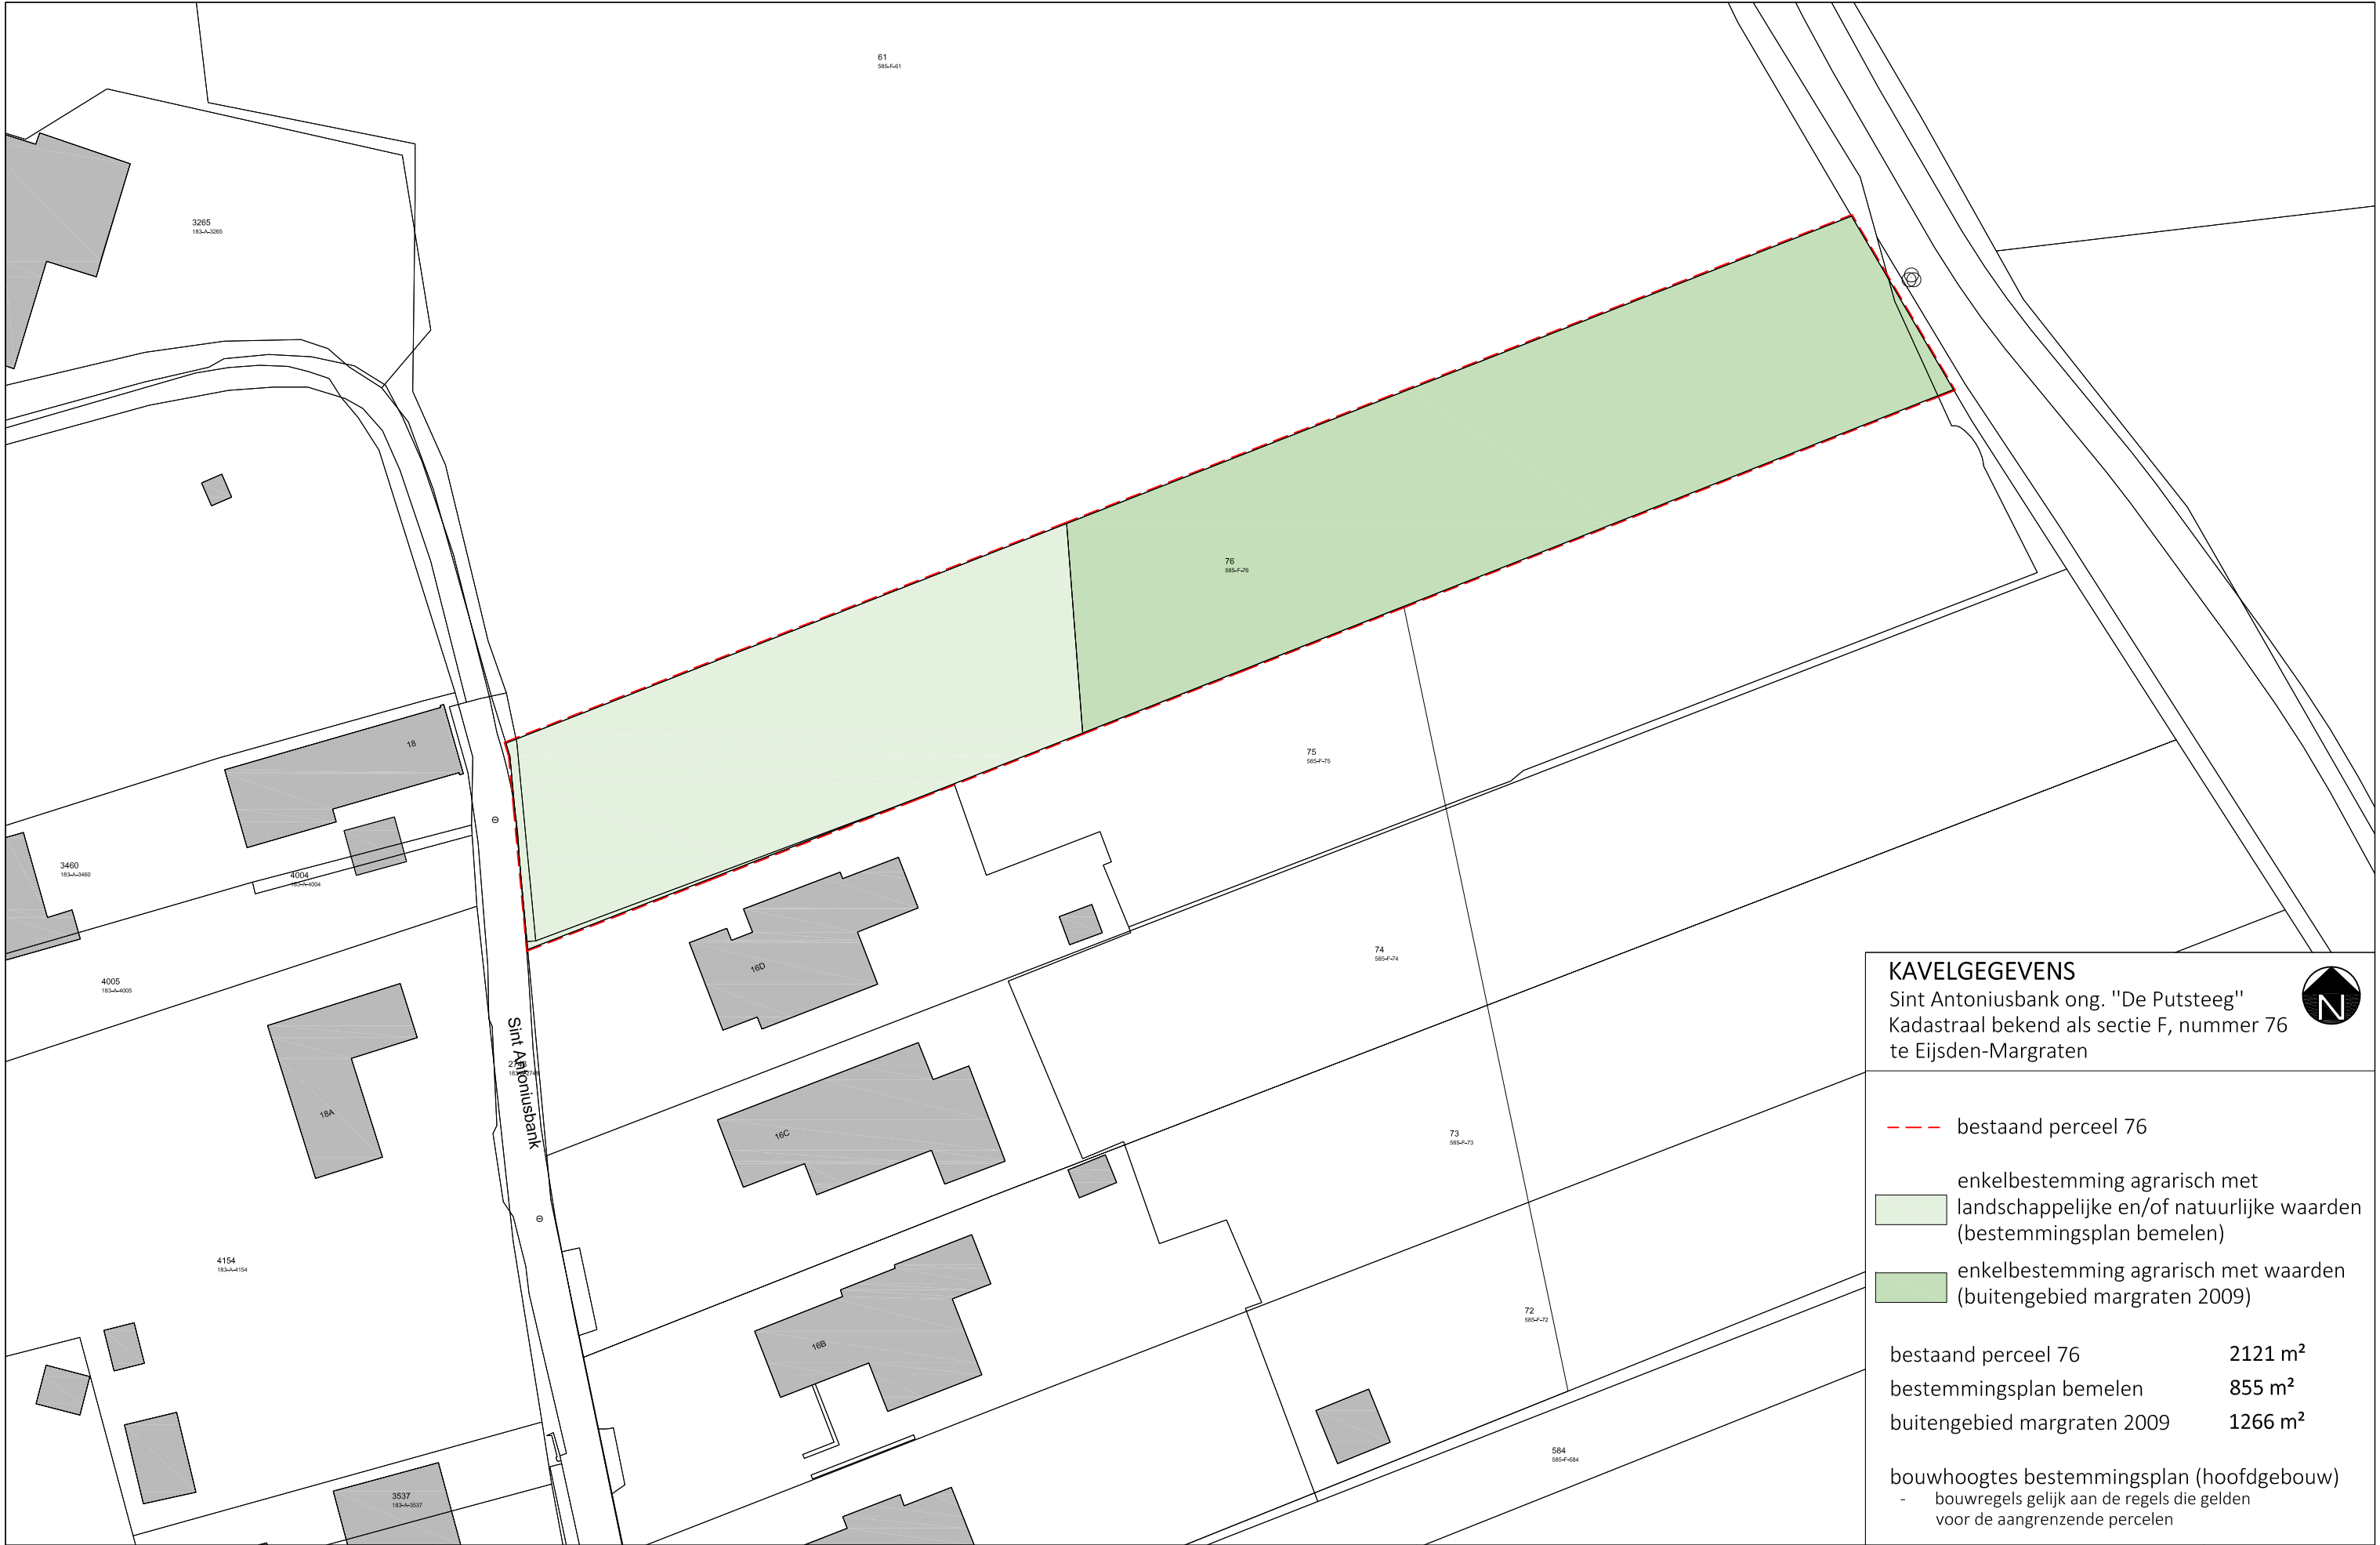 61
585-F-61
3265
183-A-3265
76
585-F-76
18
75
585-F-75
3460
183-A-3460
4004
183-A-4004
16D
74
585-F-74
4005
183-A-4005
Sint Antoniusbank
18A
16C
73
585-F-73
4154
183-A-4154
16B
72
585-F-72
584
585-F-584
3537
183-A-3537
KAVELGEGEVENS
N
Sint Antoniusbank ong. "De Putsteeg"
Kadastraal bekend als sectie F, nummer 76
te Eijsden-Margraten
bestaand perceel 76
enkelbestemming agrarisch met
landschappelijke en/of natuurlijke waarden
(bestemmingsplan bemelen)
enkelbestemming agrarisch met waarden
(buitengebied margraten 2009)
bestaand perceel 76 2121 m²
bestemmingsplan bemelen 855 m²
buitengebied margraten 2009 1266 m²
bouwhoogtes bestemmingsplan (hoofdgebouw)
- bouwregels gelijk aan de regels die gelden
voor de aangrenzende percelen